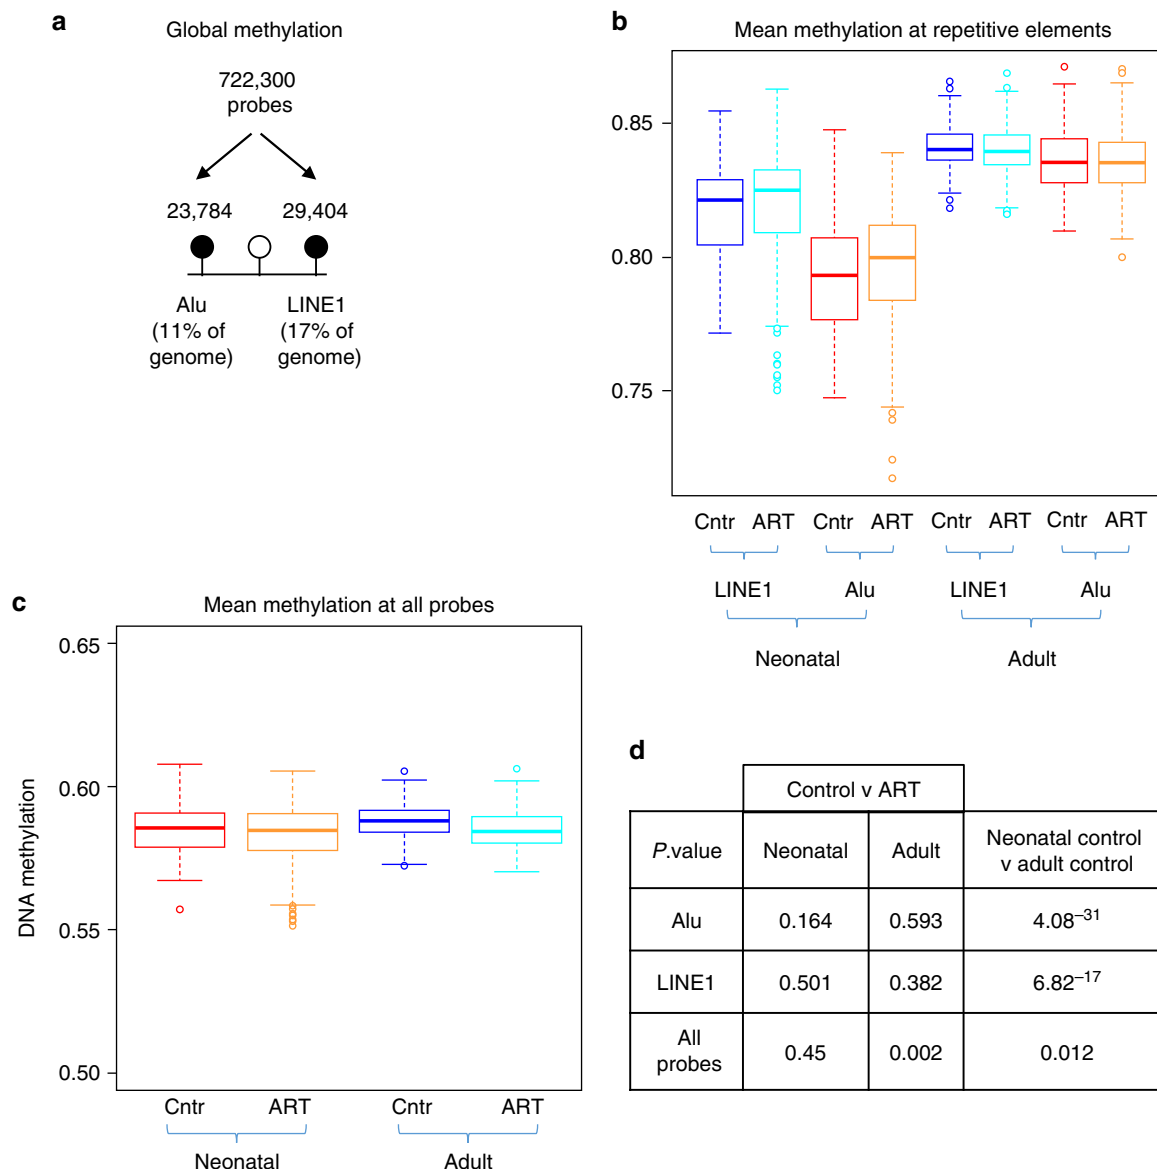 a
Global methylation
722,300
probes
23,784 29,404
Alu
(11% of
genome)
LINE1
(17% of
genome)
b
Mean methylation at repetitive elements
0.85
0.80
0.75
Cntr ART Cntr ART Cntr ART Cntr ART
LINE1 Alu LINE1 Alu
Neonatal Adult
c
Mean methylation at all probes
DNA methylation
0.65
0.60
0.55
0.50
Cntr ART Cntr ART
Neonatal Adult
d
Control v ART
P.value Neonatal Adult Neonatal control
v adult control
Alu 0.164 0.593 4.08⁻³¹
LINE1 0.501 0.382 6.82⁻¹⁷
All
probes 0.45 0.002 0.012